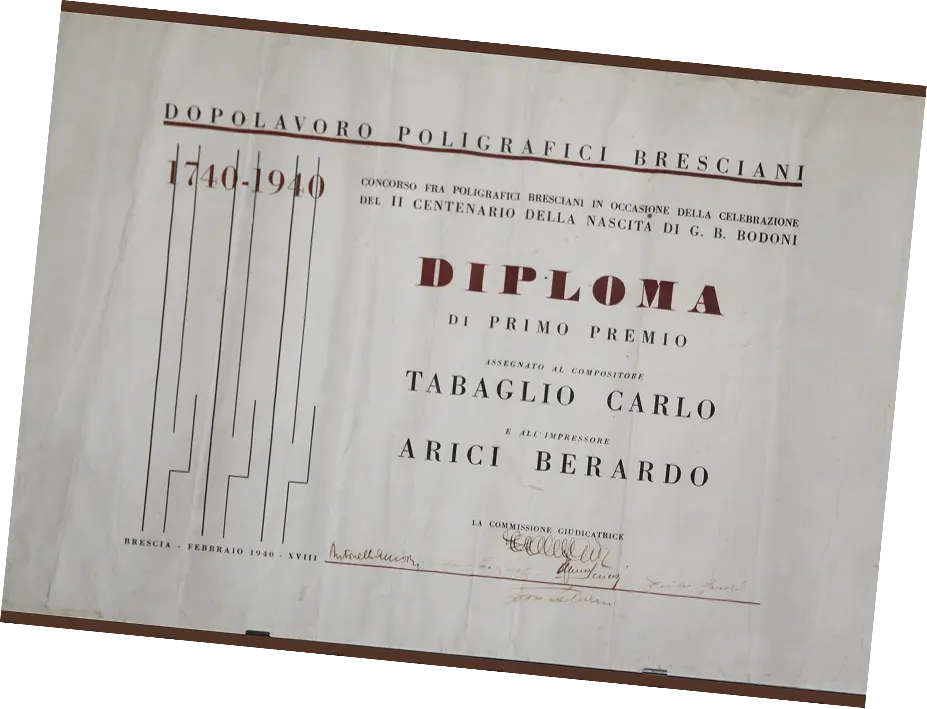 DOPOLAVORO POLIGRAFICI BRESCIANI
1740-1940
CONCORSO FRA POLIGRAFICI BRESCIANI IN OCCASIONE DELLA CELEBRAZIONE
DEL II CENTENARIO DELLA NASCITÀ DI G. B. BODONI
DIPLOMA
DI PRIMO PREMIO
ASSEGNATO AL COMPOSITORE
TABAGLIO CARLO
E ALL'IMPRESSORE
ARICI BERARDO
LA COMMISSIONE GIUDICATRICE
BRESCIA - FEBBRAIO 1940 - XVIII